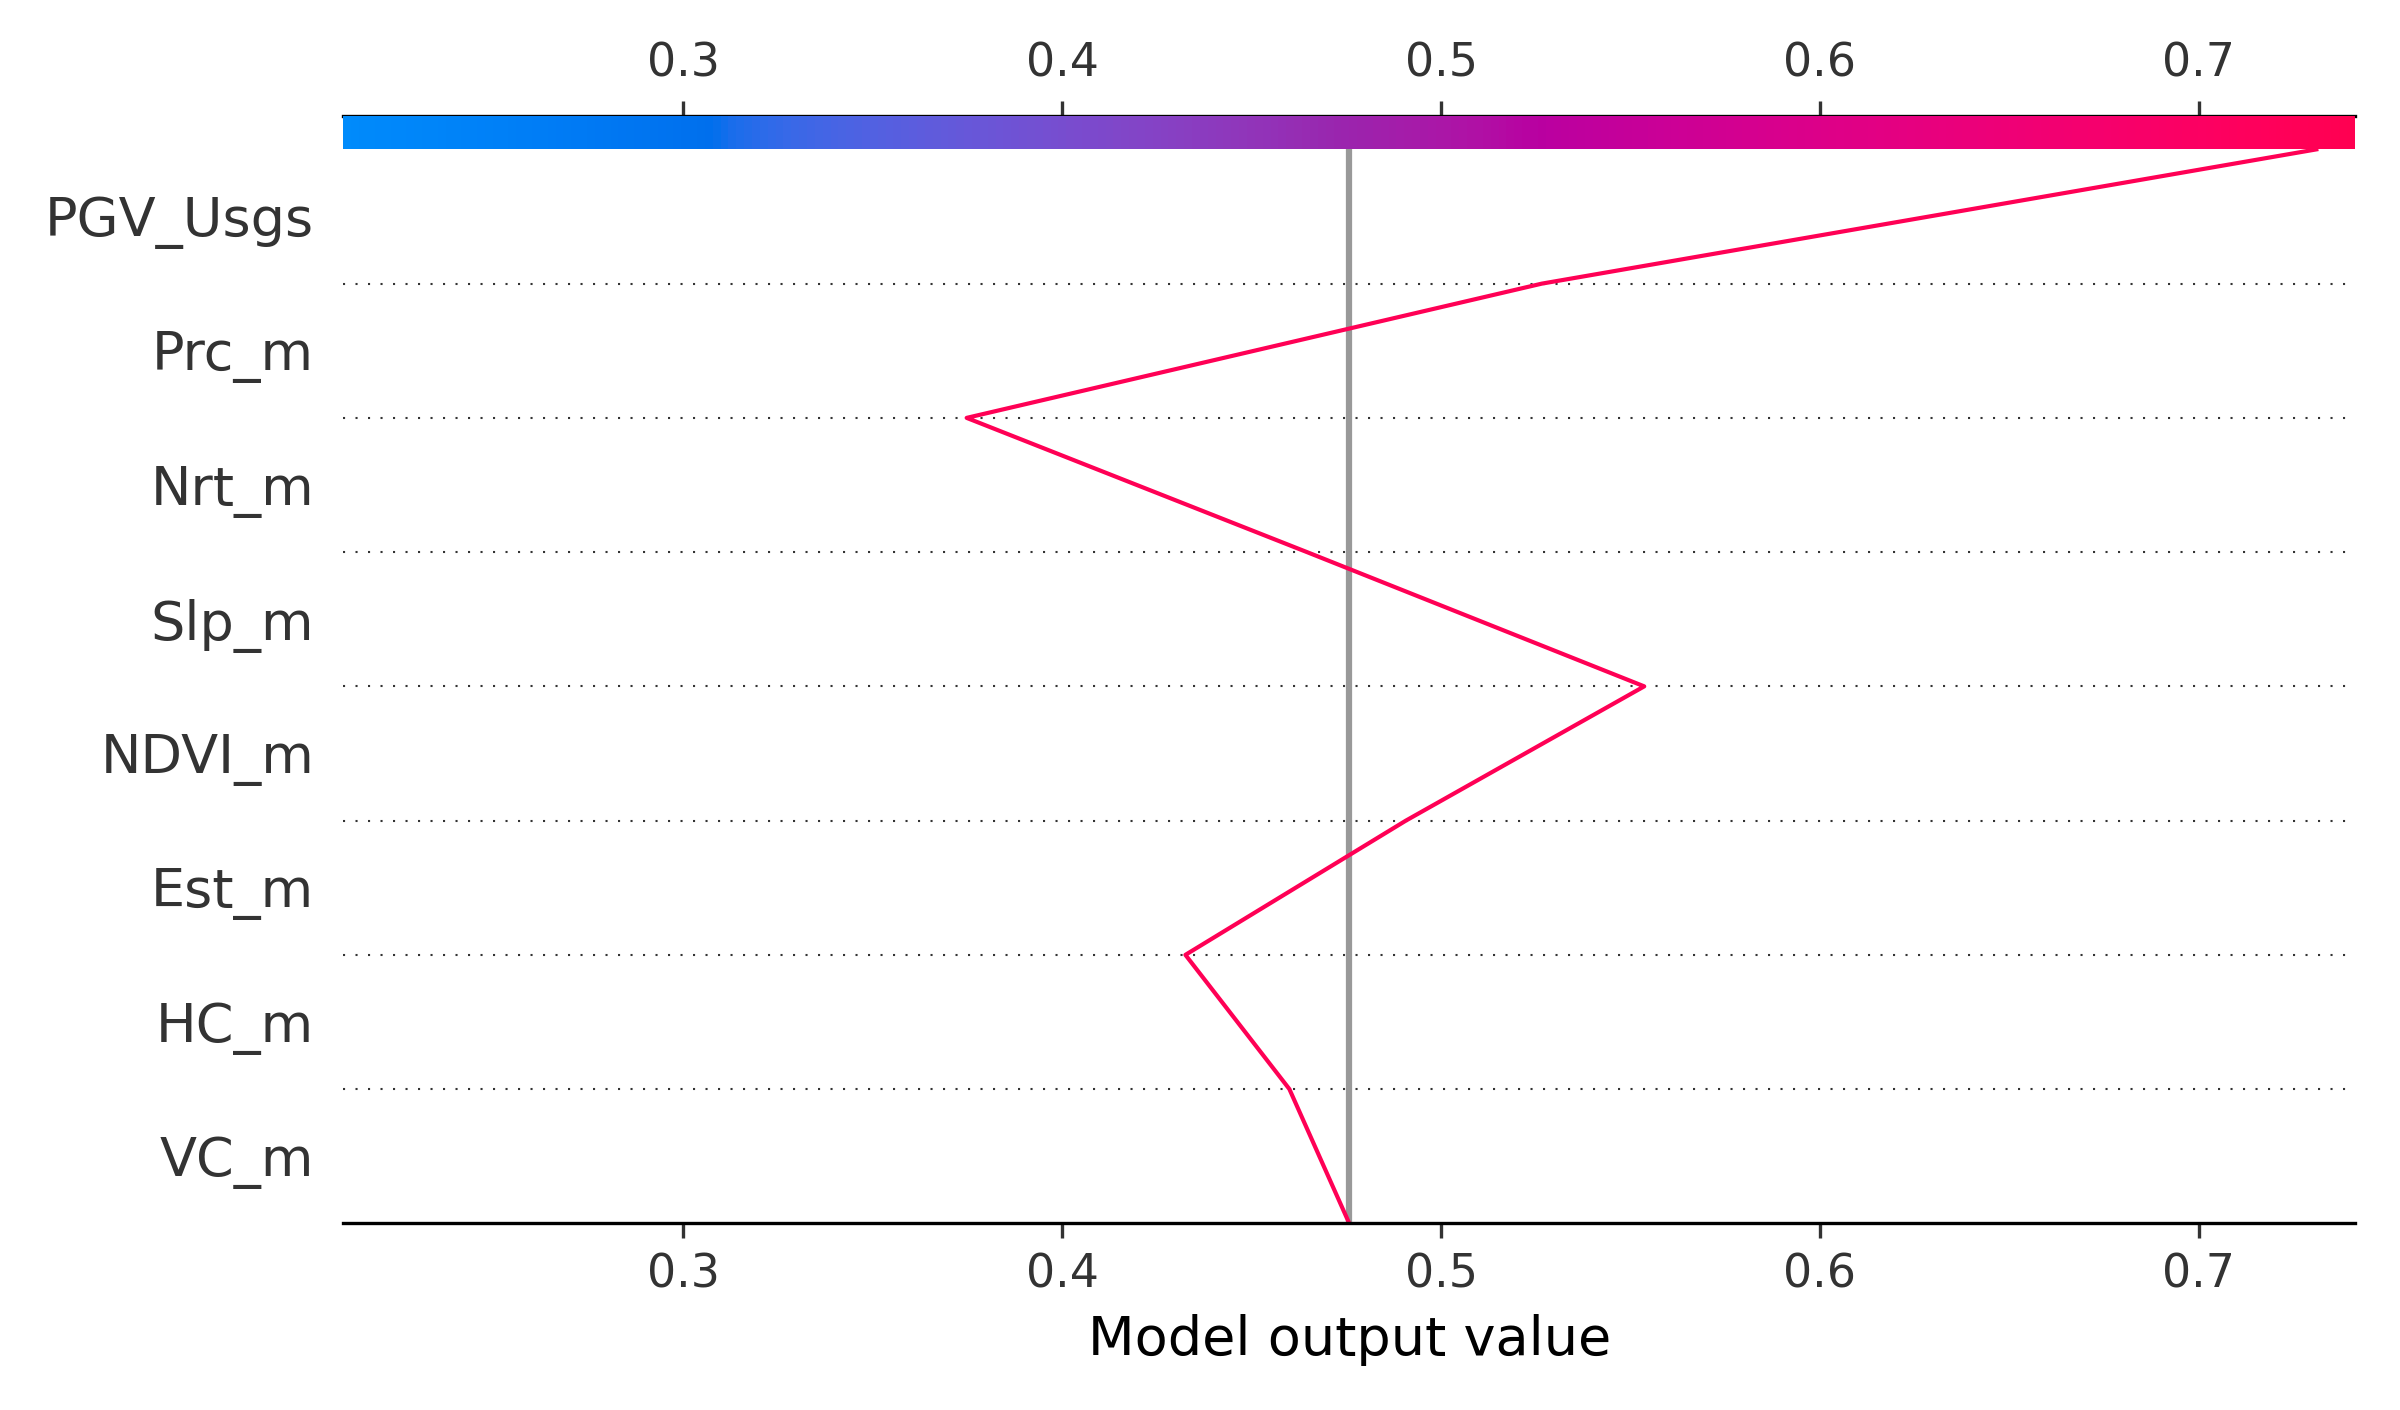 0.3 0.4 0.5 0.6 0.7
PGV_Usgs
Prc_m
Nrt_m
Slp_m
NDVI_m
Est_m
HC_m
VC_m
0.3 0.4 0.5 0.6 0.7
Model output value